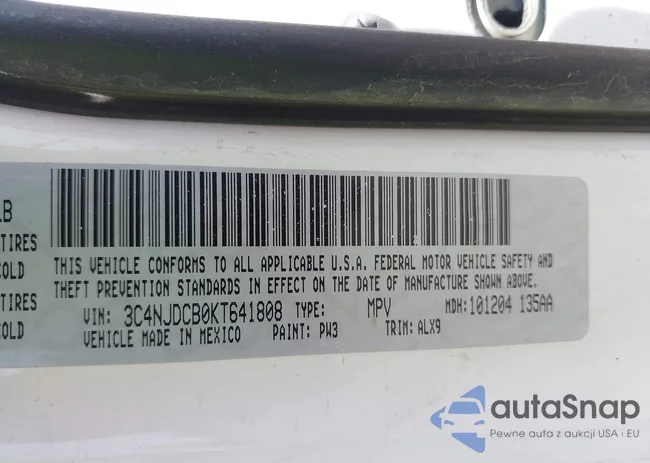 LB
TIRES
COLD
TIRES
COLD
THIS VEHICLE CONFORMS TO ALL APPLICABLE U.S.A. FEDERAL MOTOR VEHICLE SAFETY AND
THEFT PREVENTION STANDARDS IN EFFECT ON THE DATE OF MANUFACTURE SHOWN ABOVE.
VIN: 3C4NJDCB0KT641808 TYPE: MPV MDH:101204 135AA
VEHICLE MADE IN MEXICO PAINT: PW3 TRIM: ALX9
autaSnap
Pewne auta z aukcji USA i EU